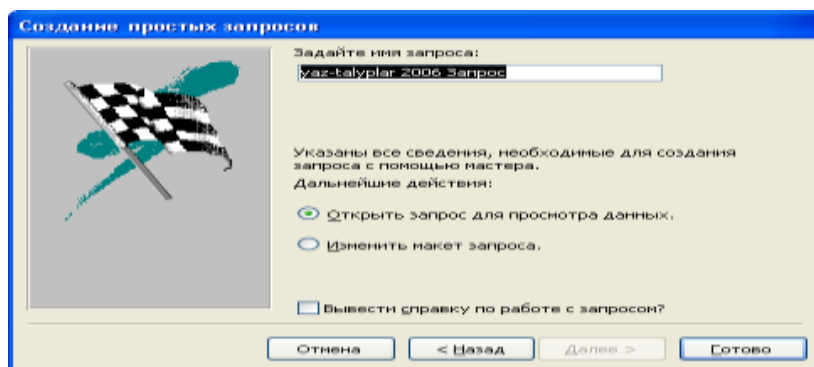 Создание простых запросов
Задайте имя запроса:
yaz-talyplar 2006 Запрос
Указаны все сведения, необходимые для создания
запроса с помощью мастера.
Дальнейшие действия:
Открыть запрос для просмотра данных.
Изменить макет запроса.
Вывести справку по работе с запросом?
Отмена
< Назад
Далее >
Готово